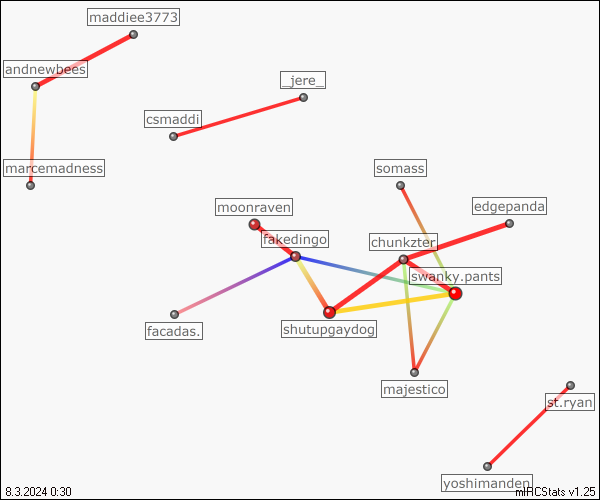 maddiee3773
andnewbees
_jere_
csmaddi
marcemadness
somass
moonraven
edgepanda
fakedingo
chunkzter
swanky.pants
facadas.
shutupgaydog
majestico
st.ryan
yoshimanden
8.3.2024 0:30
mIRCStats v1.25